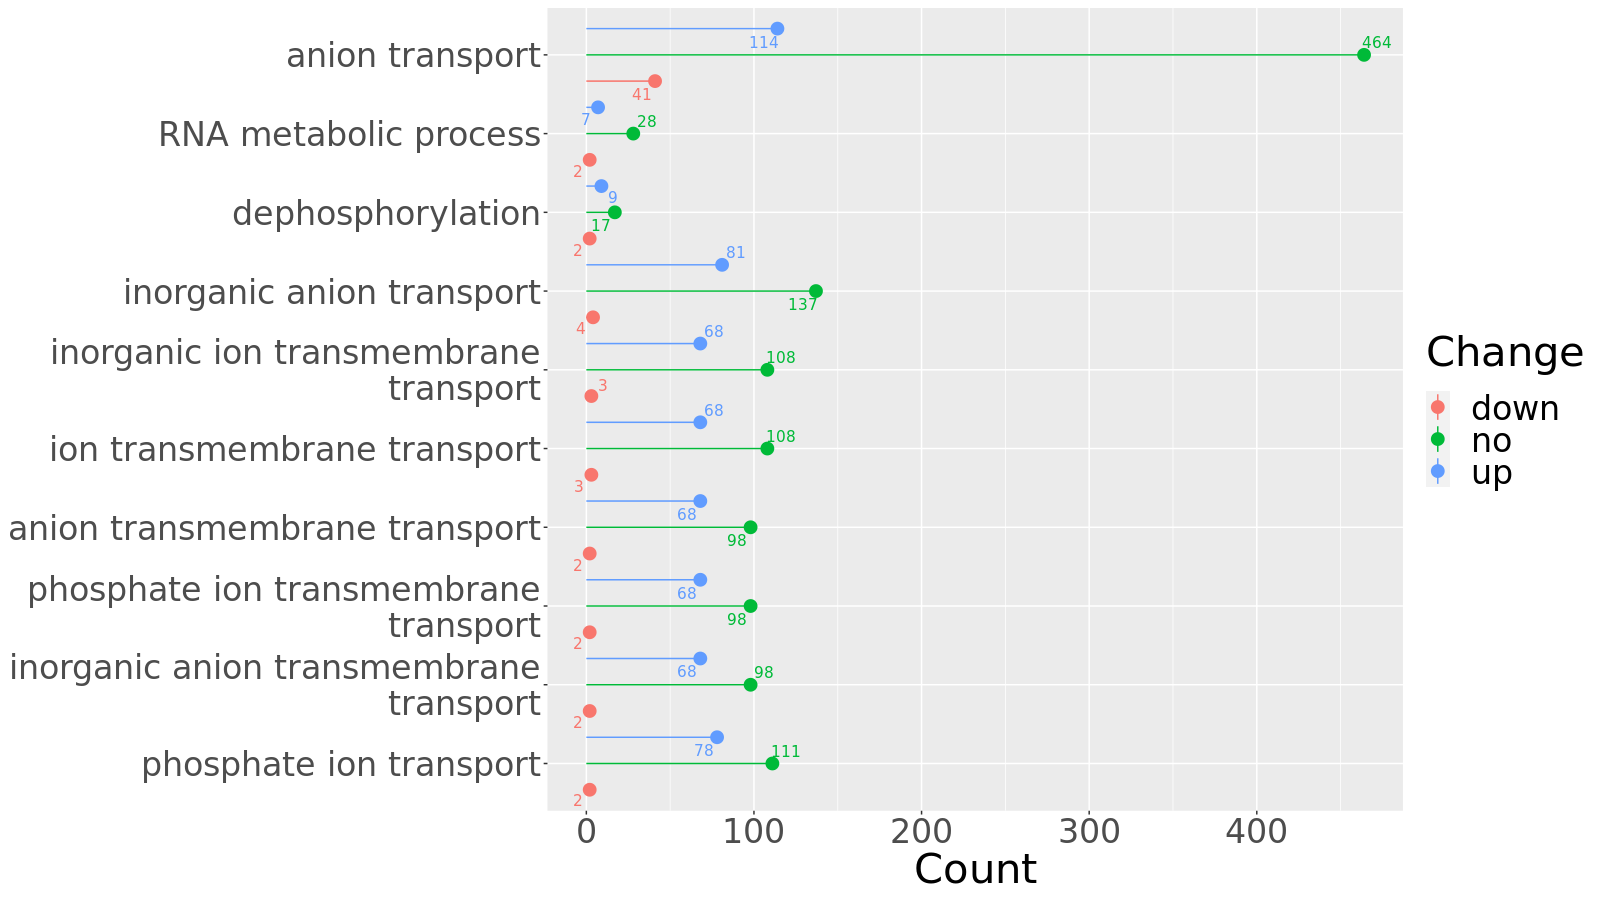 114
464
anion transport
41
7
28
RNA metabolic process
2
9
dephosphorylation
17
2
81
inorganic anion transport
137
4
68
inorganic ion transmembrane
108
transport
3
68
108
ion transmembrane transport
3
68
anion transmembrane transport
98
2
phosphate ion transmembrane
68
98
transport
2
inorganic anion transmembrane
68
98
transport
2
78
111
phosphate ion transport
2
0 100 200 300 400
Count
Change
down
no
up